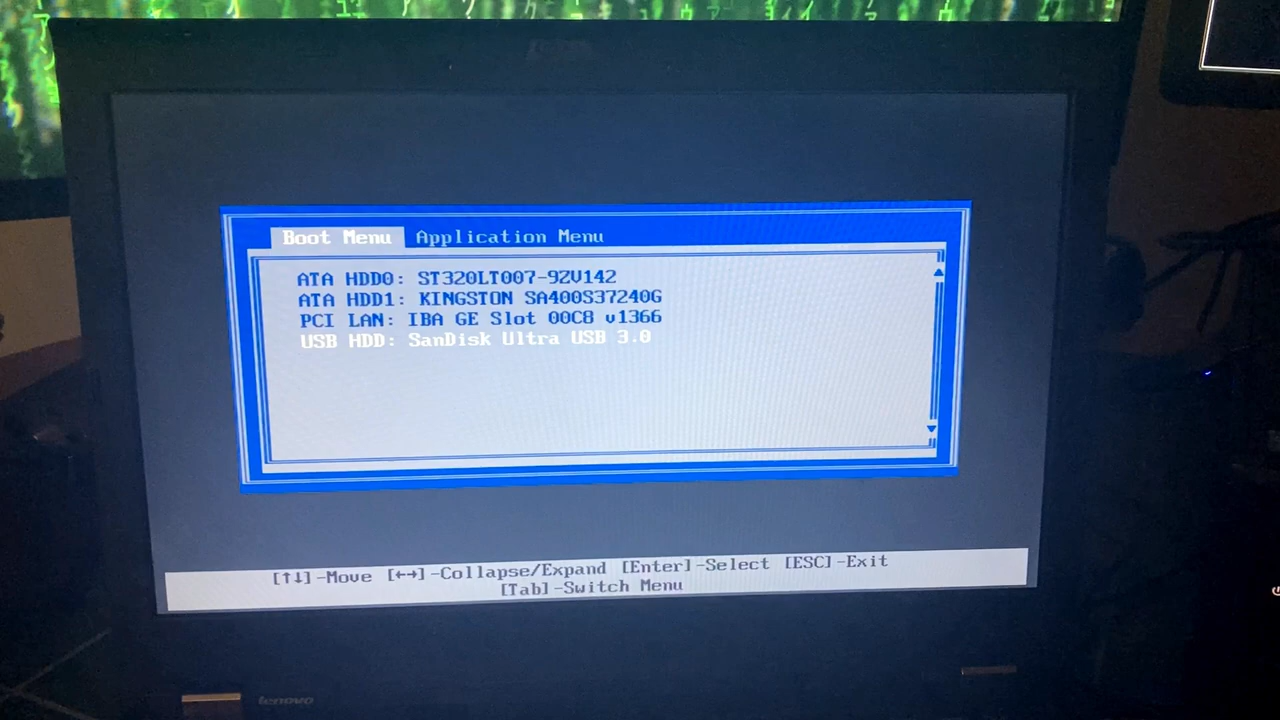 Boot Menu Application Menu
ATA HDD0: ST320LT007-9ZV142
ATA HDD1: KINGSTON SA400S37240G
PCI LAN: IBA GE Slot 00C8 v1366
USB HDD: SanDisk Ultra USB 3.0
[↑↓]-Move [←→]-Collapse/Expand [Enter]-Select [ESC]-Exit
[Tab]-Switch Menu
lenovo